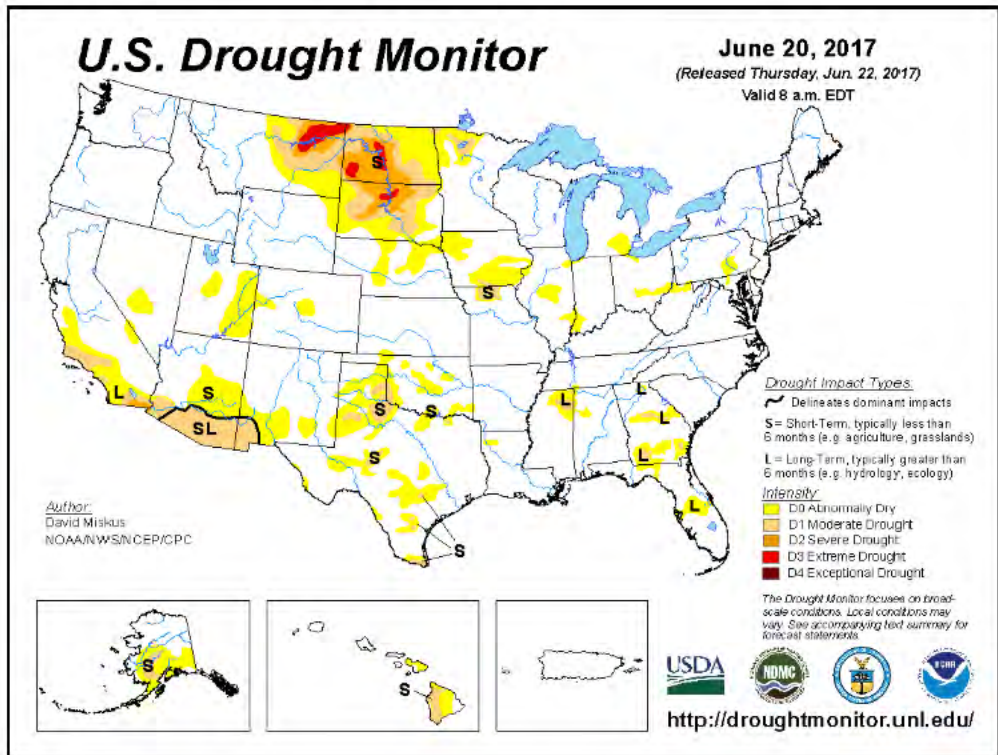 U.S. Drought Monitor
June 20, 2017
(Released Thursday, Jun. 22, 2017)
Valid 8 a.m. EDT
S
S
L
S
SL
S
S
S
S
L
L
L
L
L
S
Drought Impact Types:
Delineates dominant impacts
S = Short-Term, typically less than
6 months (e.g. agriculture, grasslands)
L = Long-Term, typically greater than
6 months (e.g. hydrology, ecology)
Intensity:
D0 Abnormally Dry
D1 Moderate Drought
D2 Severe Drought
D3 Extreme Drought
D4 Exceptional Drought
Author:
David Miskus
NOAA/NWS/NCEP/CPC
The Drought Monitor focuses on broad-
scale conditions. Local conditions may
vary. See accompanying text summary for
forecast statements.
S
USDA
NDMC
http://droughtmonitor.unl.edu/